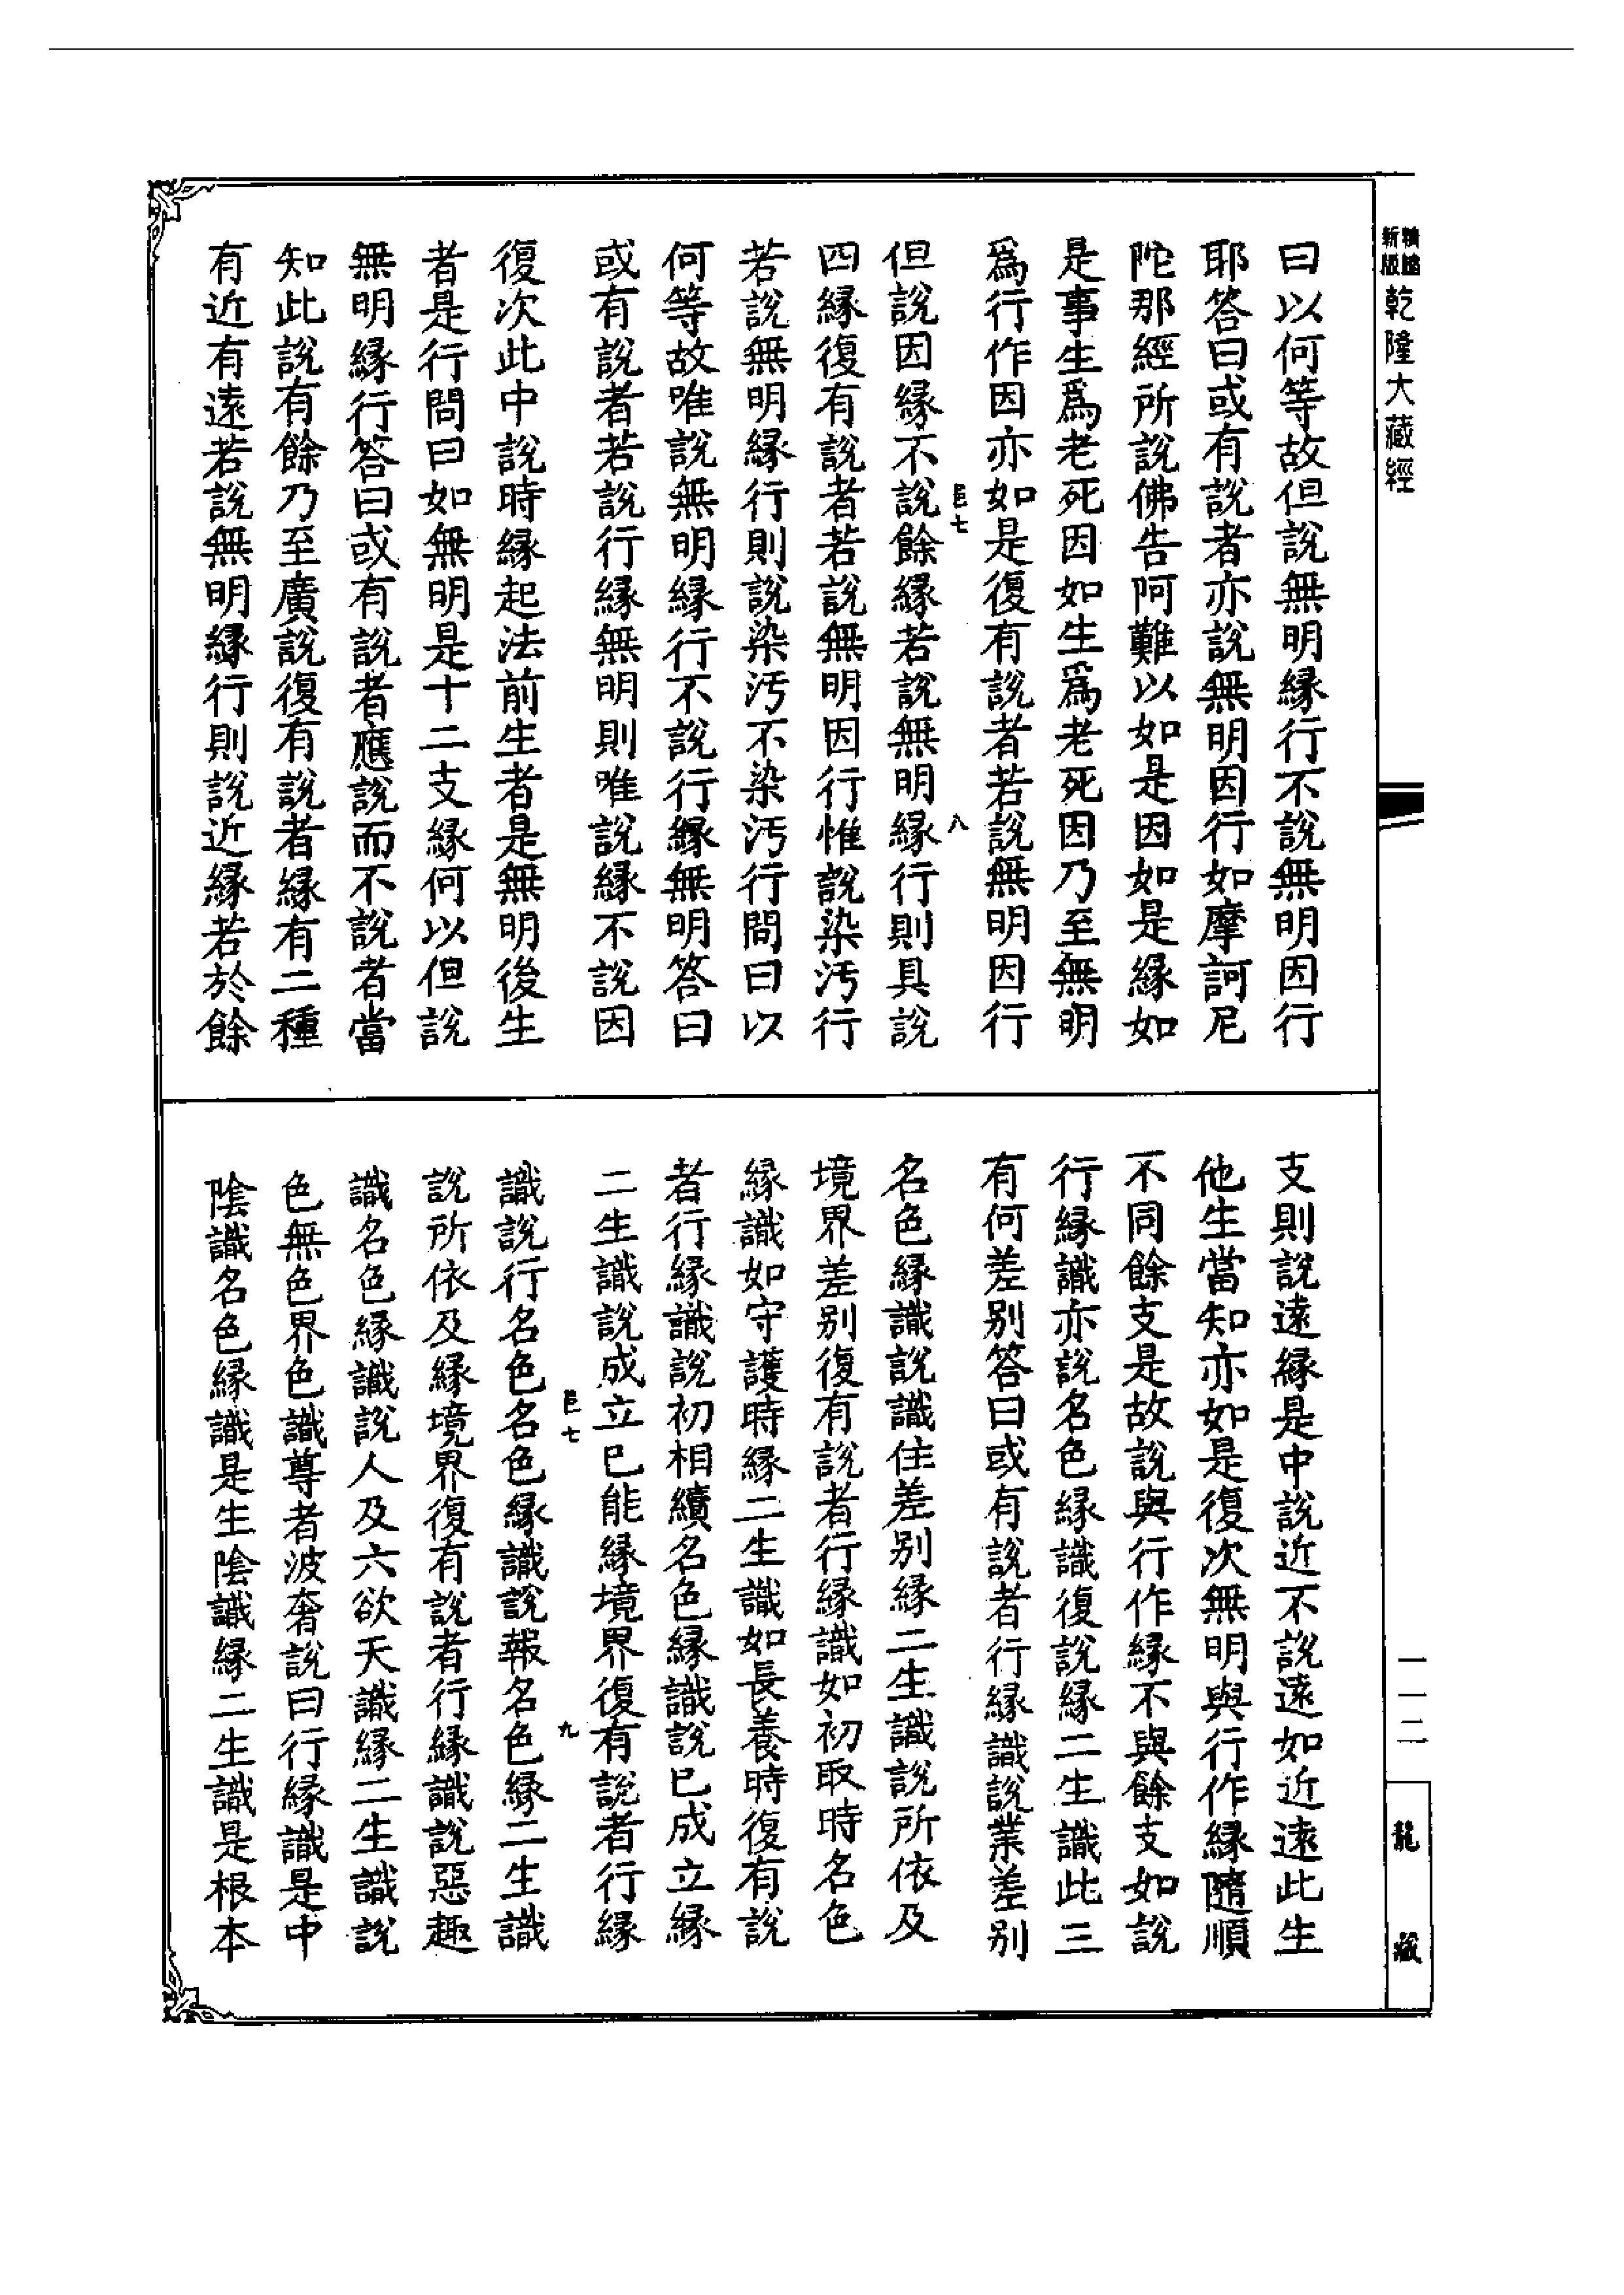 新版精縮乾隆大藏經
曰以何等故但說無明緣行不說無明因行
耶答曰或有說者亦說無明因行如摩訶尼
陀那經所說佛告阿難以如是因如是緣如
是事生爲老死因如生爲老死因乃至無明
爲行作因亦如是復有說者若說無明因行
㠪七
八
但說因緣不說餘緣若說無明緣行則具說
四緣復有說者若說無明因行惟說染汚行
若說無明緣行則說染汚不染汚行問曰以
何等故唯說無明緣行不說行緣無明答曰
或有說者若說行緣無明則唯說緣不說因
復次此中說時緣起法前生者是無明後生
者是行問曰如無明是十二支緣何以但說
無明緣行答曰或有說者應說而不說者當
知此說有餘乃至廣說復有說者緣有二種
有近有遠若說無明緣行則說近緣若於餘
支則說遠緣是中說近不說遠如近遠此生
他生當知亦如是復次無明與行作緣隨順
不同餘支是故說與行作緣不與餘支如說
行緣識亦說名色緣識復說緣二生識此三
有何差别答曰或有說者行緣識說業差别
名色緣識說識住差别緣二生識說所依及
境界差别復有說者行緣識如初取時名色
緣識如守護時緣二生識如長養時復有說
者行緣識說初相續名色緣識說已成立緣
二生識說成立已能緣境界復有說者行緣
㠪七
九
識說行名色名色緣識說報名色緣二生識
說所依及緣境界復有說者行緣識說惡趣
識名色緣識說人及六欲天識緣二生識說
色無色界色識尊者波奢說曰行緣識是中
陰識名色緣識是生陰識緣二生識是根本
一一二
龍藏